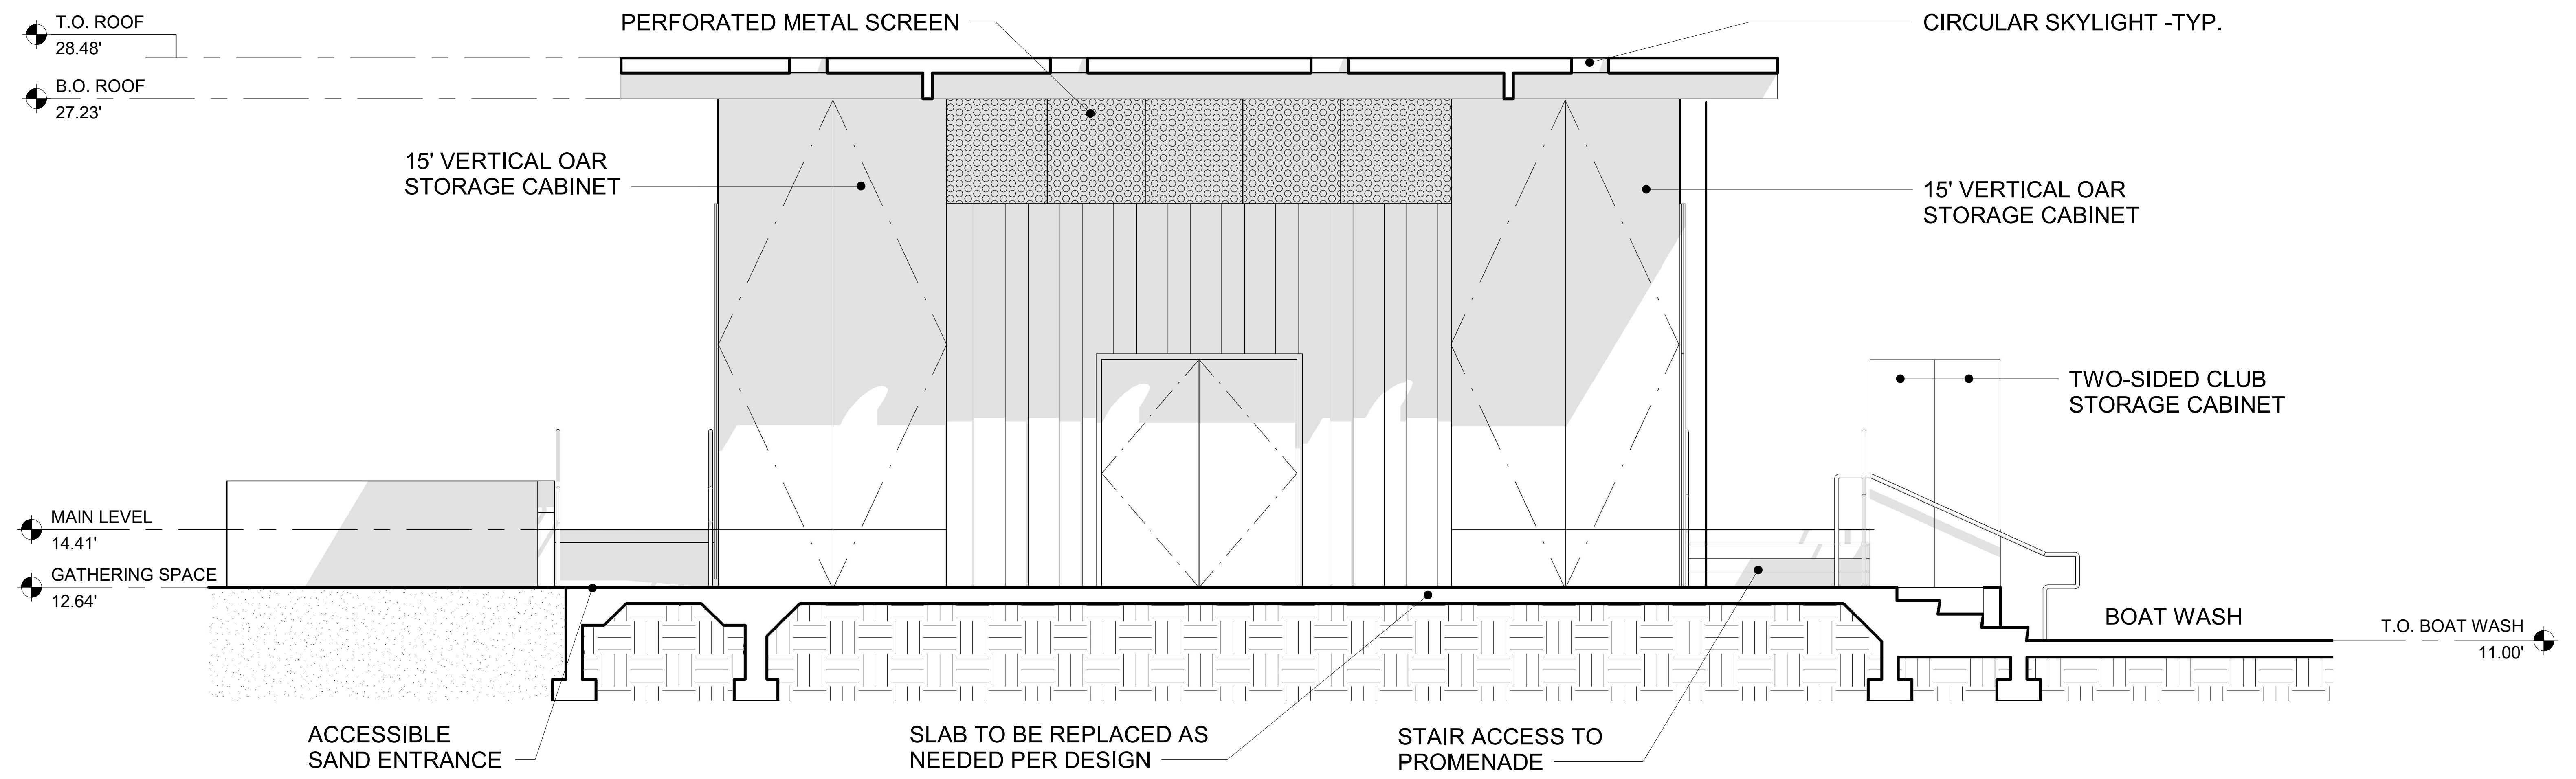 T.O. ROOF
28.48'
PERFORATED METAL SCREEN
CIRCULAR SKYLIGHT -TYP.
B.O. ROOF
27.23'
15' VERTICAL OAR
STORAGE CABINET
15' VERTICAL OAR
STORAGE CABINET
TWO-SIDED CLUB
STORAGE CABINET
MAIN LEVEL
14.41'
GATHERING SPACE
12.64'
BOAT WASH
T.O. BOAT WASH
11.00'
ACCESSIBLE
SAND ENTRANCE
SLAB TO BE REPLACED AS
NEEDED PER DESIGN
STAIR ACCESS TO
PROMENADE